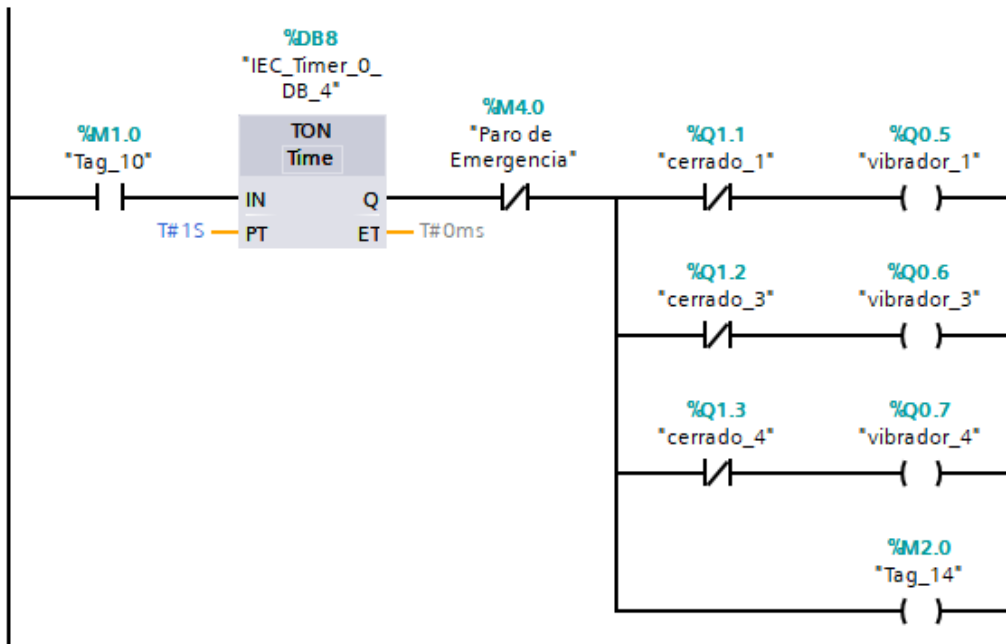 %DB8
"IEC_Timer_0_
DB_4"
%M1.0
"Tag_10"
TON
Time
IN
Q
T#1S
PT
ET
T#0ms
%M4.0
"Paro de
Emergencia"
%Q1.1
"cerrado_1"
%Q0.5
"vibrador_1"
%Q1.2
"cerrado_3"
%Q0.6
"vibrador_3"
%Q1.3
"cerrado_4"
%Q0.7
"vibrador_4"
%M2.0
"Tag_14"